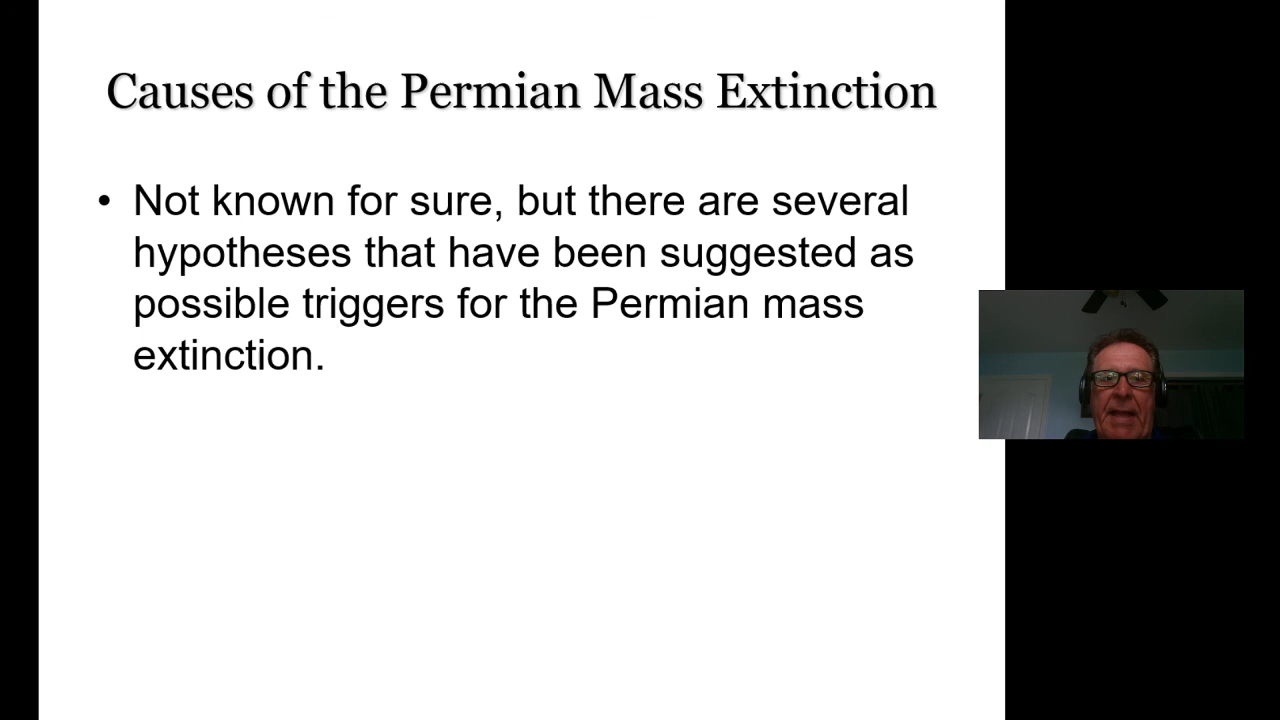 Causes of the Permian Mass Extinction
• Not known for sure, but there are several
hypotheses that have been suggested as
possible triggers for the Permian mass
extinction.